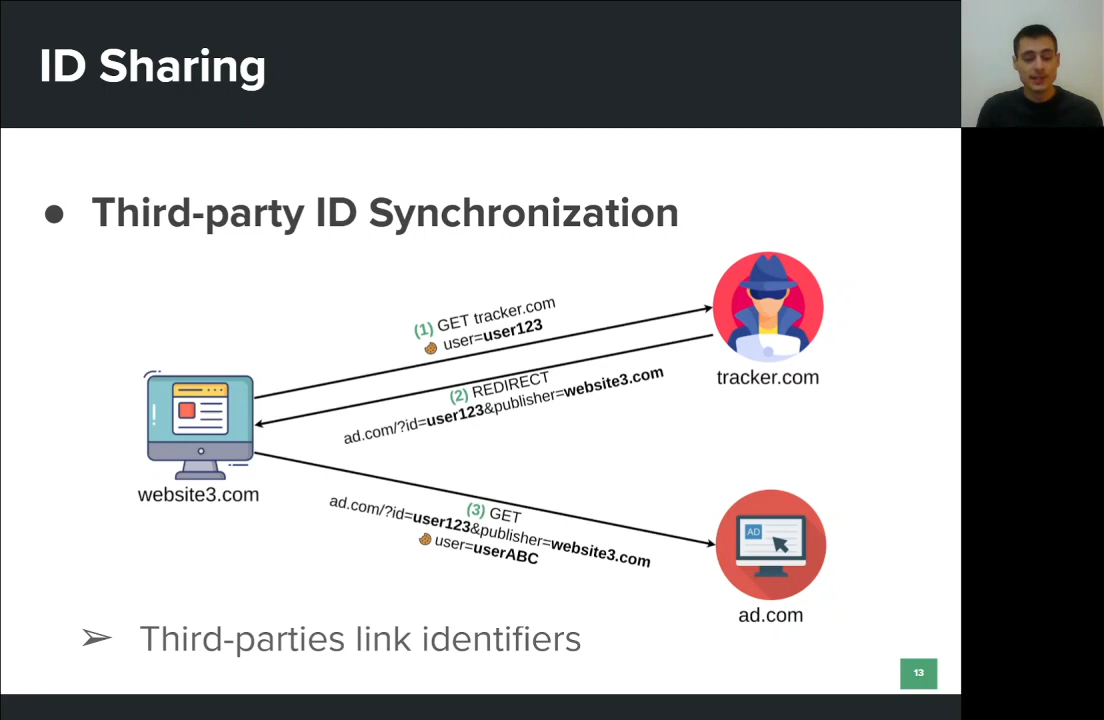 ID Sharing
● Third-party ID Synchronization
(1) GET tracker.com
user=user123
tracker.com
(2) REDIRECT
ad.com/?id=user123&publisher=website3.com
website3.com
(3) GET
ad.com/?id=user123&publisher=website3.com
user=userABC
AD
ad.com
➢ Third-parties link identifiers
13